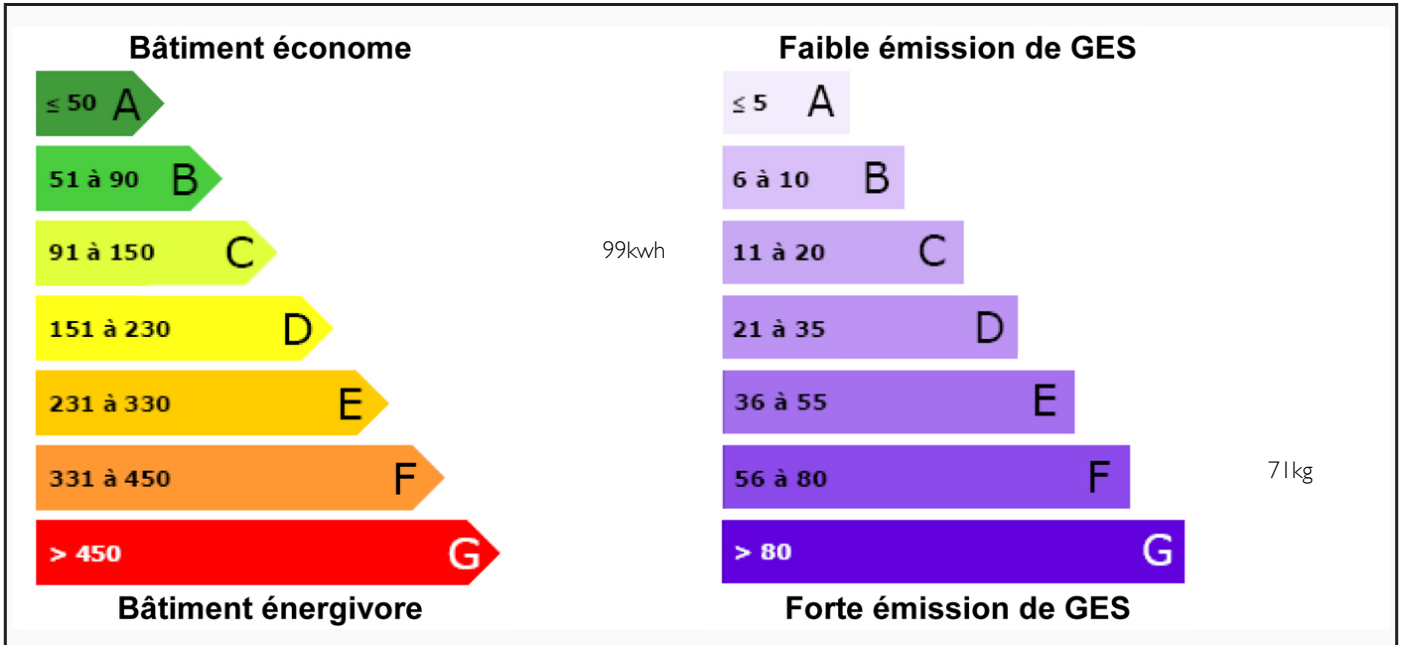 Bâtiment économe
≤ 50 A
51 à 90 B
91 à 150 C
99kwh
151 à 230 D
231 à 330 E
331 à 450 F
> 450 G
Bâtiment énergivore
Faible émission de GES
≤ 5 A
6 à 10 B
11 à 20 C
21 à 35 D
36 à 55 E
56 à 80 F
71kg
> 80 G
Forte émission de GES